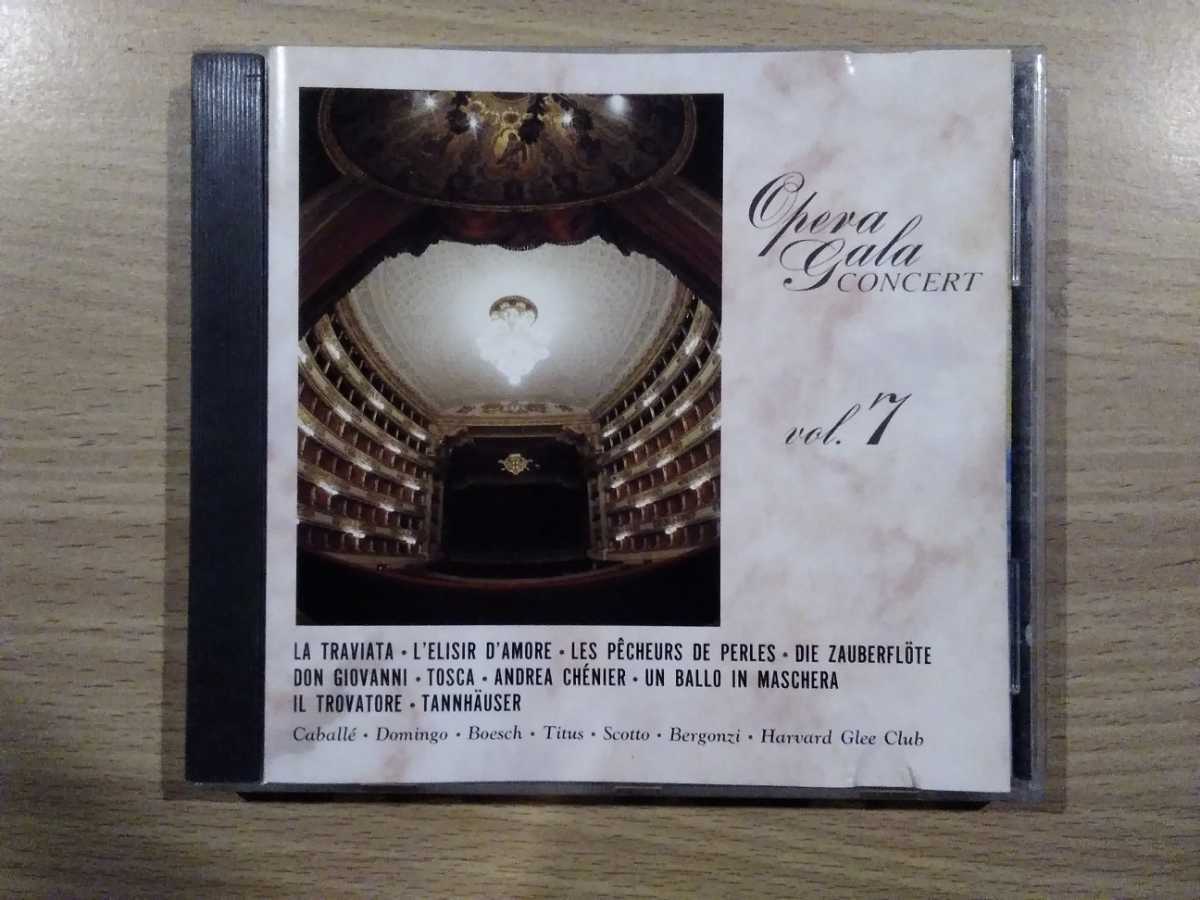 Opera
Gala
CONCERT
vol. 7
LA TRAVIATA · L'ELISIR D'AMORE · LES PÊCHEURS DE PERLES · DIE ZAUBERFLÖTE
DON GIOVANNI · TOSCA · ANDREA CHÉNIER · UN BALLO IN MASCHERA
IL TROVATORE · TANNHÄUSER
Caballé · Domingo · Boesch · Titus · Scotto · Bergonzi · Harvard Glee Club